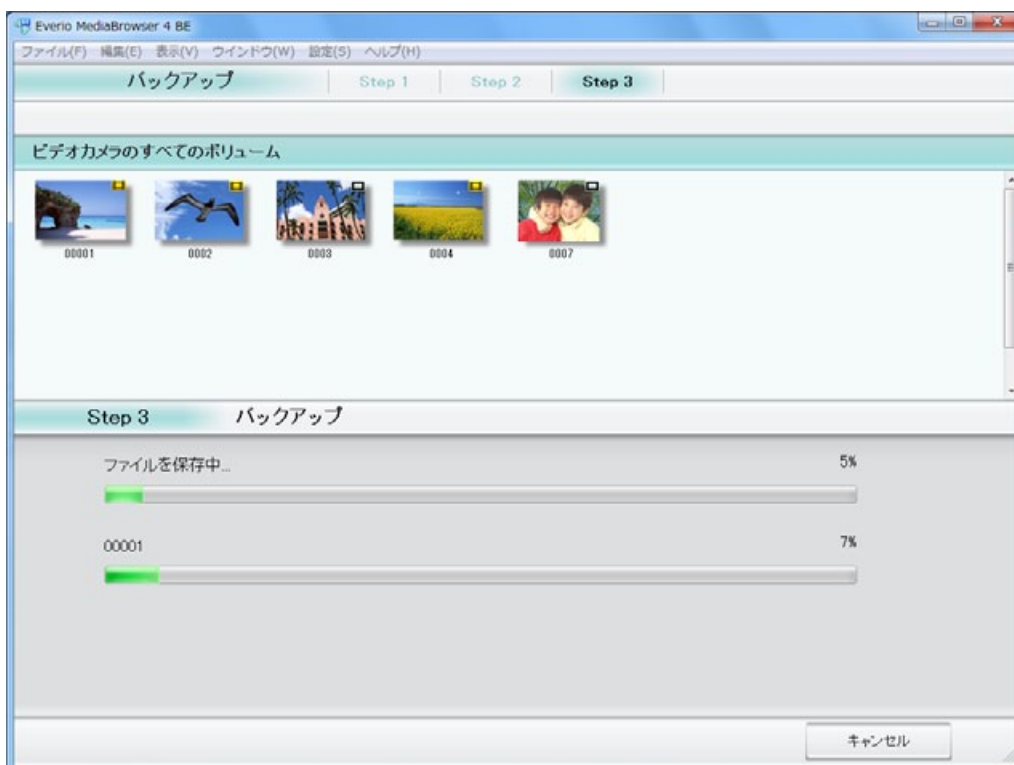 Everio MediaBrowser 4 BE
ファイル(F) 編集(E) 表示(V) ウインドウ(W) 設定(S) ヘルプ(H)
バックアップ Step 1 Step 2 Step 3
ビデオカメラのすべてのボリューム
00001 0002 0003 0004 0007
Step 3 バックアップ
ファイルを保存中... 5%
00001 7%
キャンセル